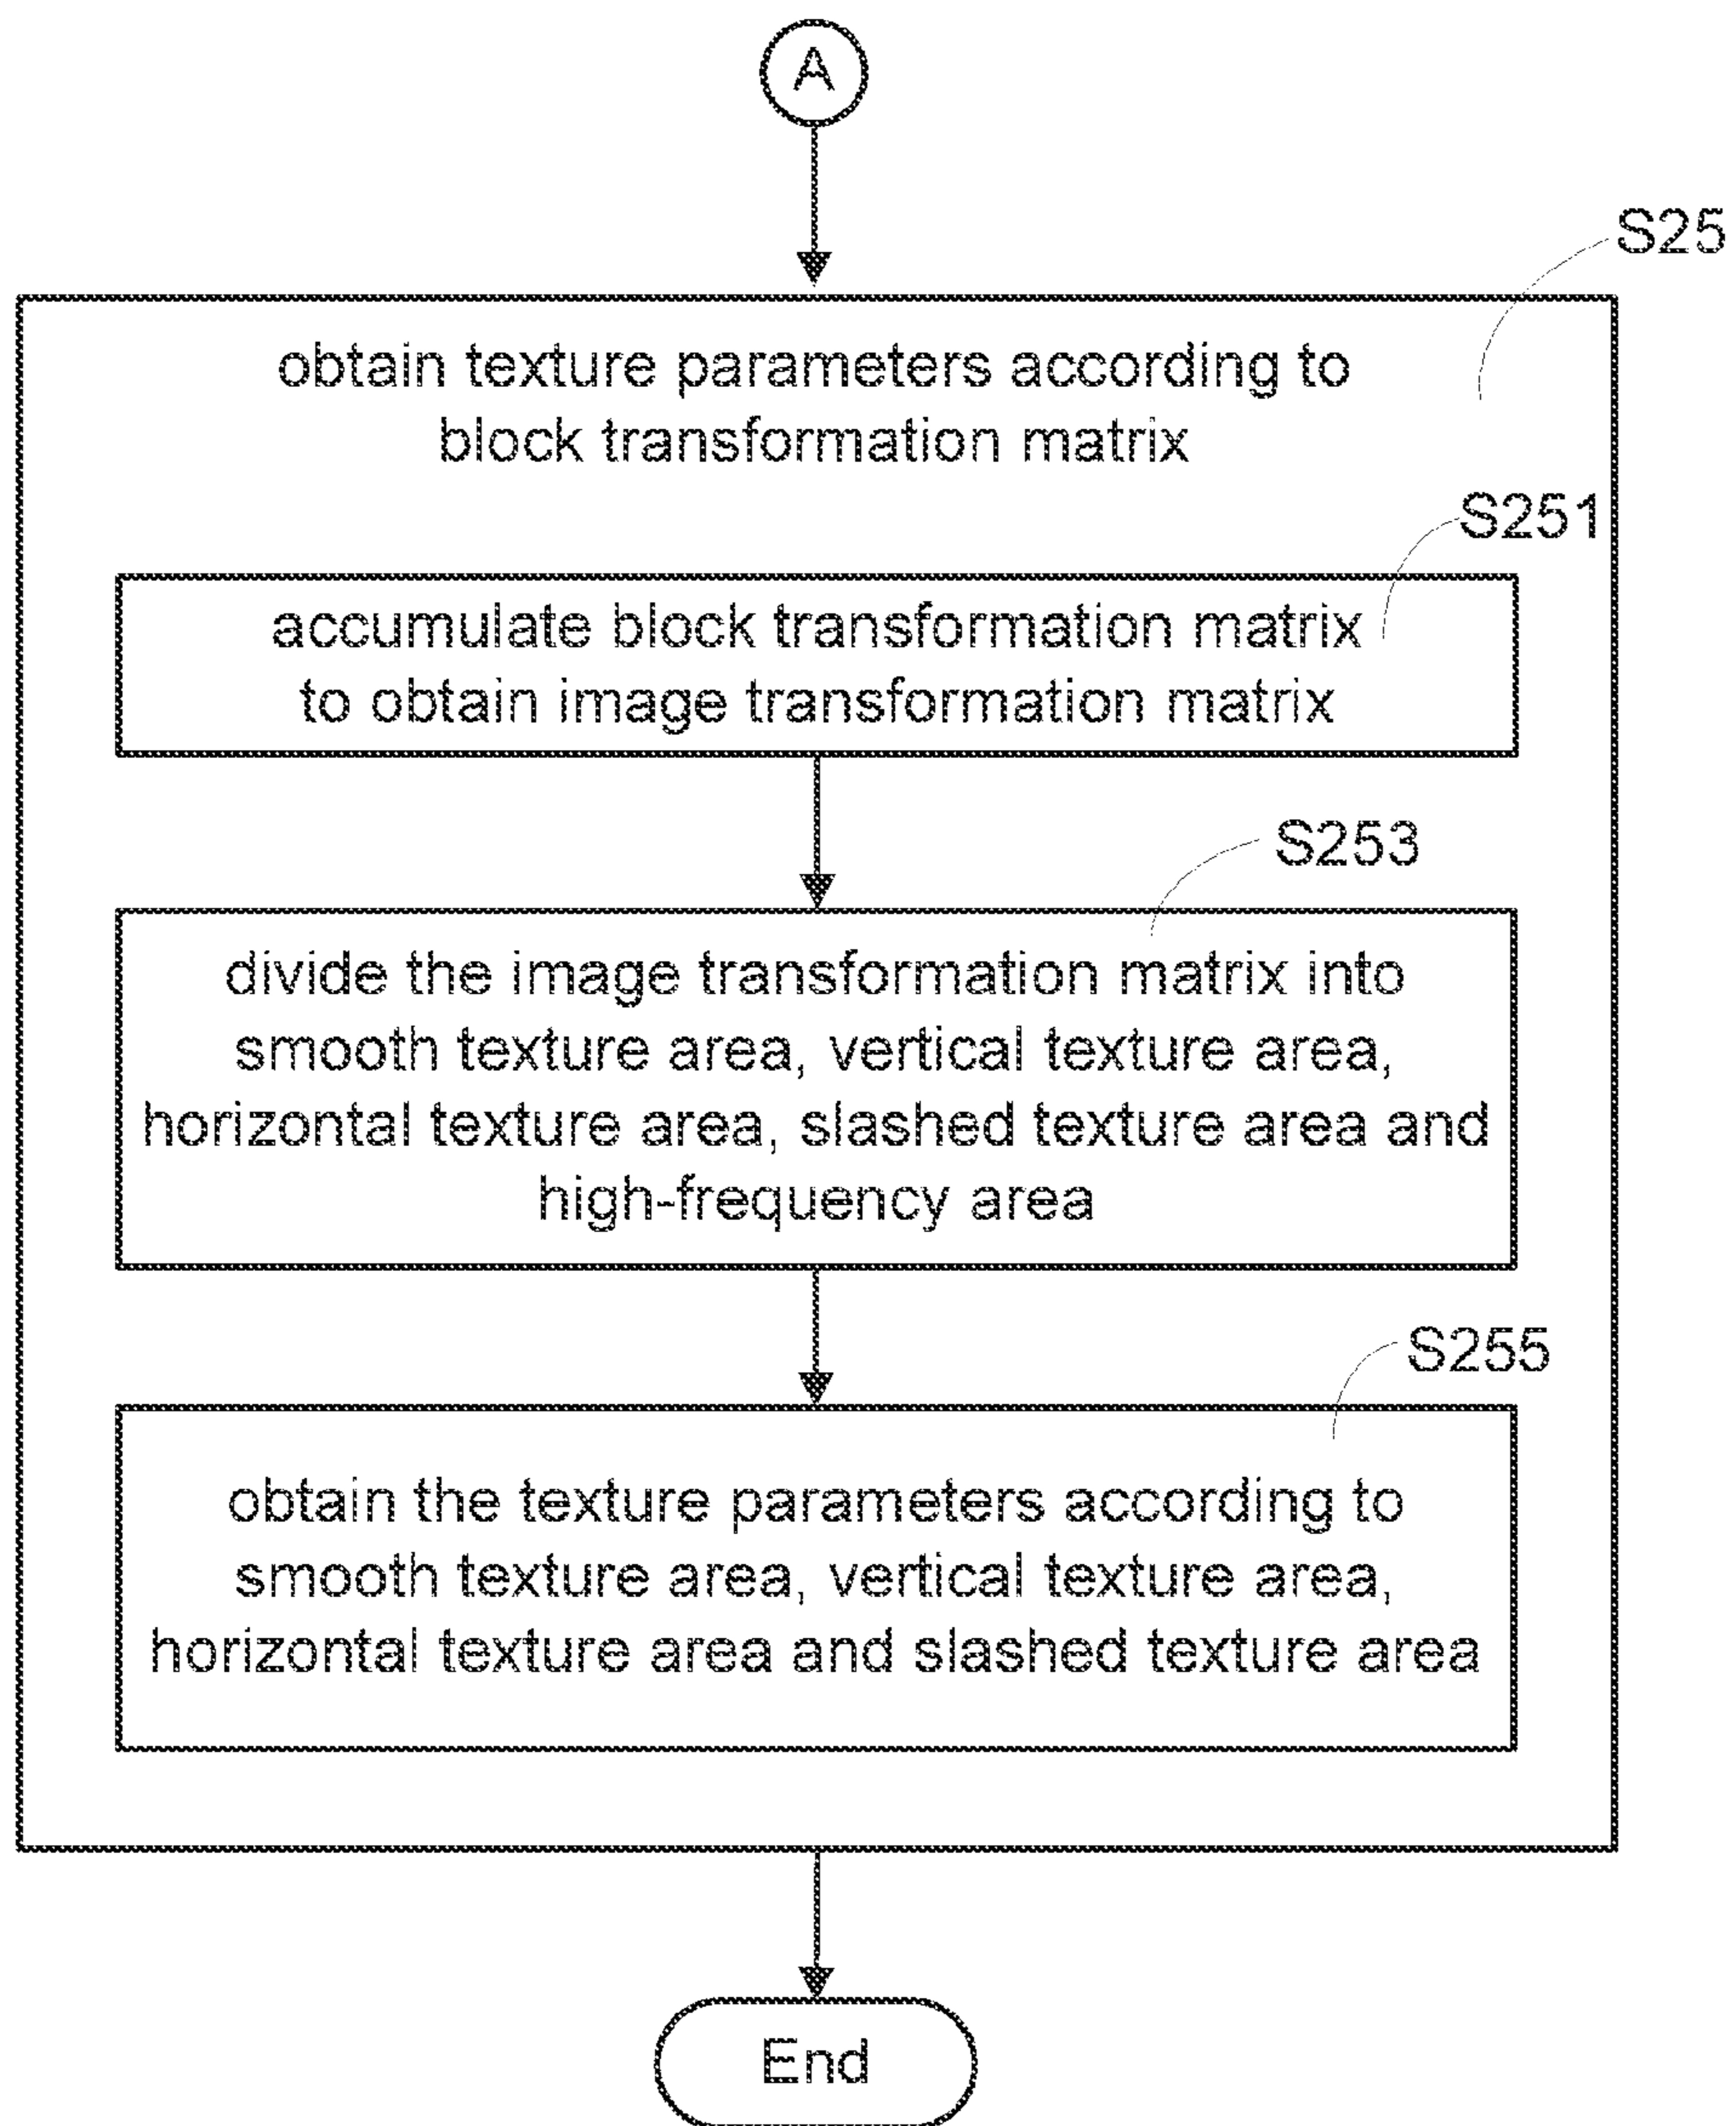 A
S25
obtain texture parameters according to
block transformation matrix
S251
accumulate block transformation matrix
to obtain image transformation matrix
S253
divide the image transformation matrix into
smooth texture area, vertical texture area,
horizontal texture area, slashed texture area and
high-frequency area
S255
obtain the texture parameters according to
smooth texture area, vertical texture area,
horizontal texture area and slashed texture area
End